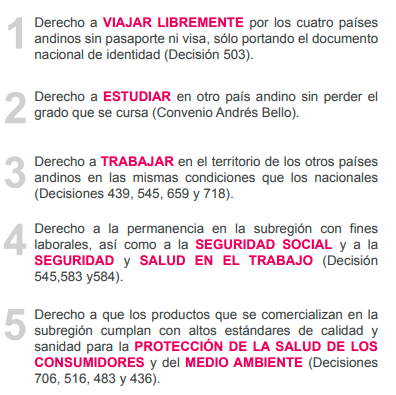 1
Derecho a VIAJAR LIBREMENTE por los cuatro países
andinos sin pasaporte ni visa, sólo portando el documento
nacional de identidad (Decisión 503).
2
Derecho a ESTUDIAR en otro país andino sin perder el
grado que se cursa (Convenio Andrés Bello).
3
Derecho a TRABAJAR en el territorio de los otros países
andinos en las mismas condiciones que los nacionales
(Decisiones 439, 545, 659 y 718).
4
Derecho a la permanencia en la subregión con fines
laborales, así como a la SEGURIDAD SOCIAL y a la
SEGURIDAD y SALUD EN EL TRABAJO (Decisión
545,583 y584).
5
Derecho a que los productos que se comercializan en la
subregión cumplan con altos estándares de calidad y
sanidad para la PROTECCIÓN DE LA SALUD DE LOS
CONSUMIDORES y del MEDIO AMBIENTE (Decisiones
706, 516, 483 y 436).